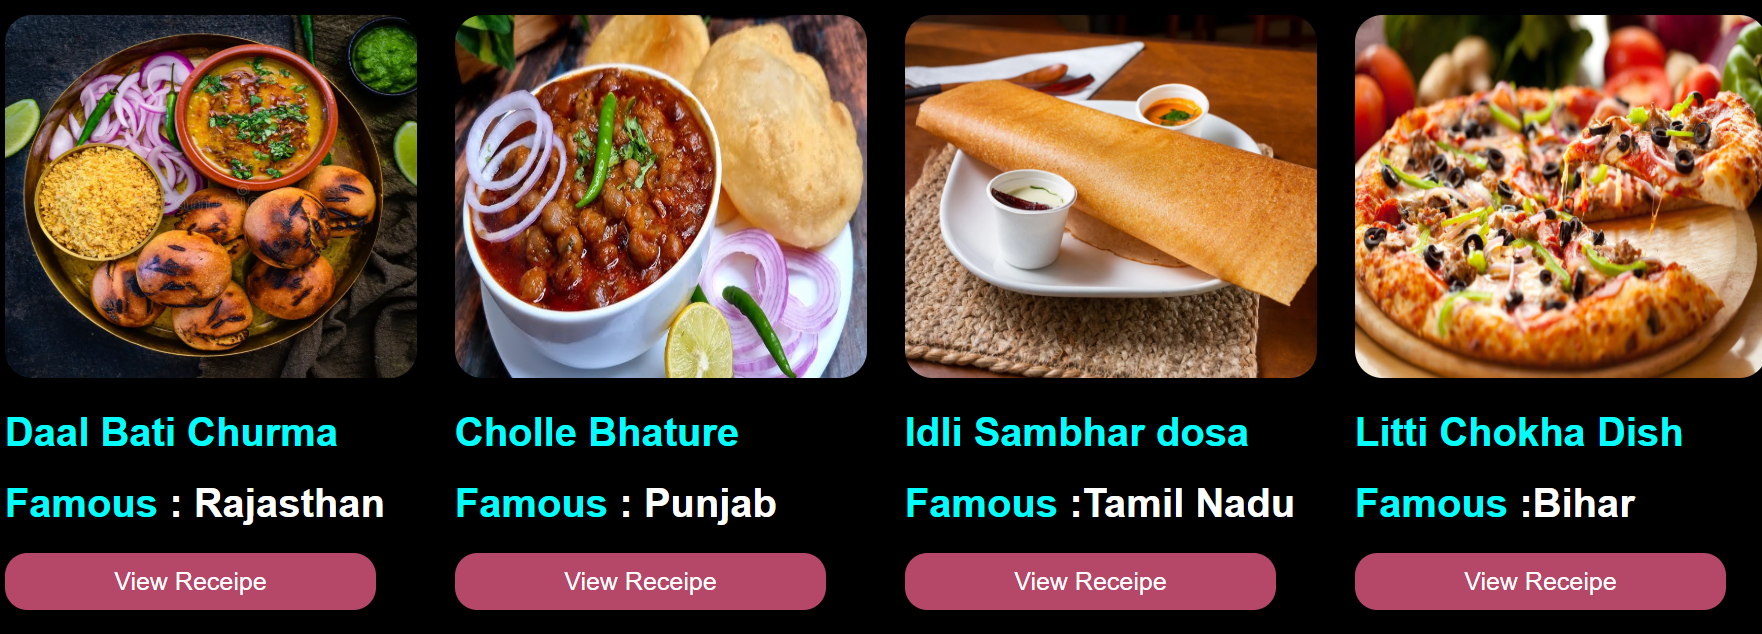 Daal Bati Churma
Famous : Rajasthan
View Receipe
Cholle Bhature
Famous : Punjab
View Receipe
Idli Sambhar dosa
Famous :Tamil Nadu
View Receipe
Litti Chokha Dish
Famous :Bihar
View Receipe